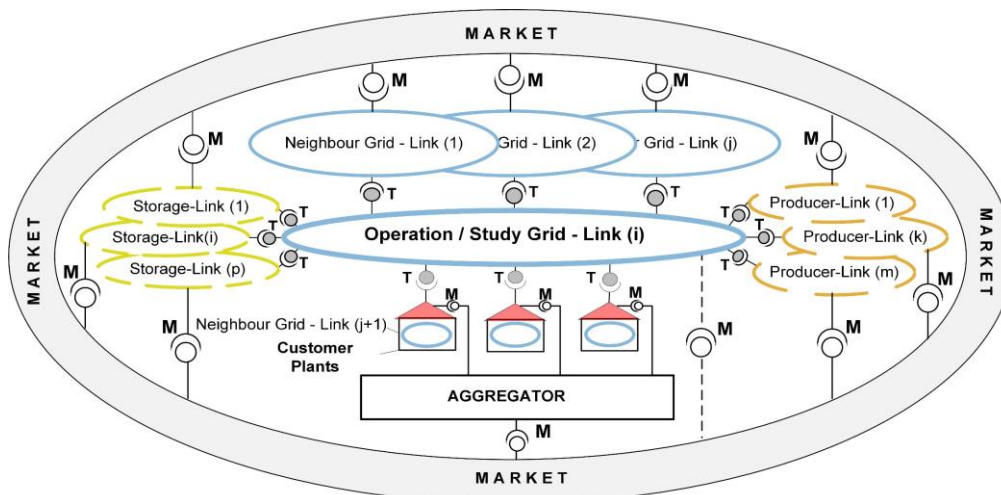 MARKET
M
M
M
Neighbour Grid - Link (1)
Grid - Link (2)
r Grid - Link (j)
M
M
T
T
T
Storage-Link (1)
T
T
Producer-Link (1)
MARKET
Storage-Link(i)
T
Operation / Study Grid - Link (i)
T
Producer-Link (k)
MARKET
Storage-Link (p)
T
T
Producer-Link (m)
M
T
T
T
M
M
M
M
Neighbour Grid - Link (j+1)
Customer
Plants
M
M
M
AGGREGATOR
M
MARKET